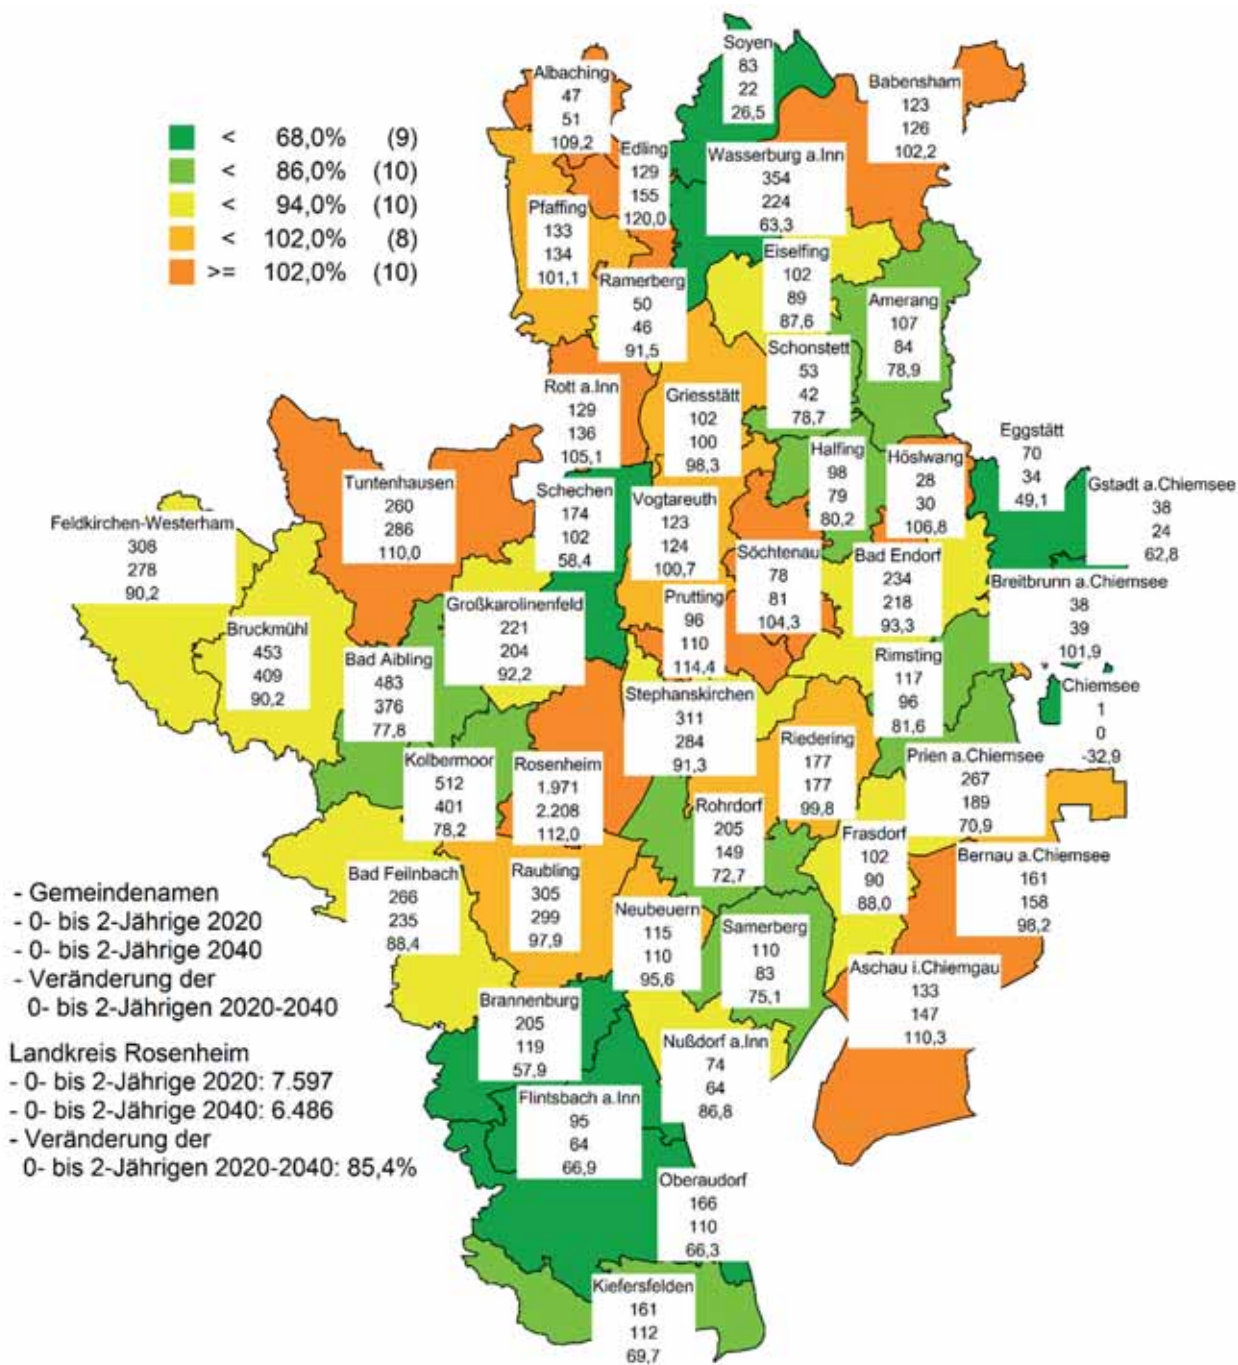 < 68,0% (9)
< 86,0% (10)
< 94,0% (10)
< 102,0% (8)
>= 102,0% (10)
Soyen
83
22
26,5
Albaching
47
51
109,2
Babensham
123
126
102,2
Edling
129
155
120,0
Wasserburg a.Inn
354
224
63,3
Pfaffing
133
134
101,1
Eiselfing
102
89
87,6
Ramerberg
50
46
91,5
Amerang
107
84
78,9
Schonstett
53
42
78,7
Rott a.Inn
129
136
105,1
Griesstätt
102
100
98,3
Eggstätt
70
34
49,1
Halfing
98
79
80,2
Höslwang
28
30
106,8
Gstadt a.Chiemsee
38
24
62,8
Tuntenhausen
260
286
110,0
Schechen
174
102
58,4
Vogtareuth
123
124
100,7
Feldkirchen-Westerham
308
278
90,2
Söchtenau
78
81
104,3
Bad Endorf
234
218
93,3
Breitbrunn a.Chiemsee
38
39
101,9
Großkarolinenfeld
221
204
92,2
Prutting
96
110
114,4
Bruckmühl
453
409
90,2
Bad Aibling
483
376
77,8
Rimsting
117
96
81,6
Chiemsee
1
0
-32,9
Stephanskirchen
311
284
91,3
Riedering
177
177
99,8
Prien a.Chiemsee
267
189
70,9
Kolbermoor
512
401
78,2
Rosenheim
1.971
2.208
112,0
Rohrdorf
205
149
72,7
Frasdorf
102
90
88,0
Bernau a.Chiemsee
161
158
98,2
Bad Feilnbach
266
235
88,4
Raubling
305
299
97,9
Neubeuern
115
110
95,6
Samerberg
110
83
75,1
Aschau i.Chiemgau
133
147
110,3
Brannenburg
205
119
57,9
Nußdorf a.Inn
74
64
86,8
Flintsbach a.Inn
95
64
66,9
Oberaudorf
166
110
66,3
Kiefersfelden
161
112
69,7
- Gemeindenamen
- 0- bis 2-Jährige 2020
- 0- bis 2-Jährige 2040
- Veränderung der
0- bis 2-Jährigen 2020-2040
Landkreis Rosenheim
- 0- bis 2-Jährige 2020: 7.597
- 0- bis 2-Jährige 2040: 6.486
- Veränderung der
0- bis 2-Jährigen 2020-2040: 85,4%